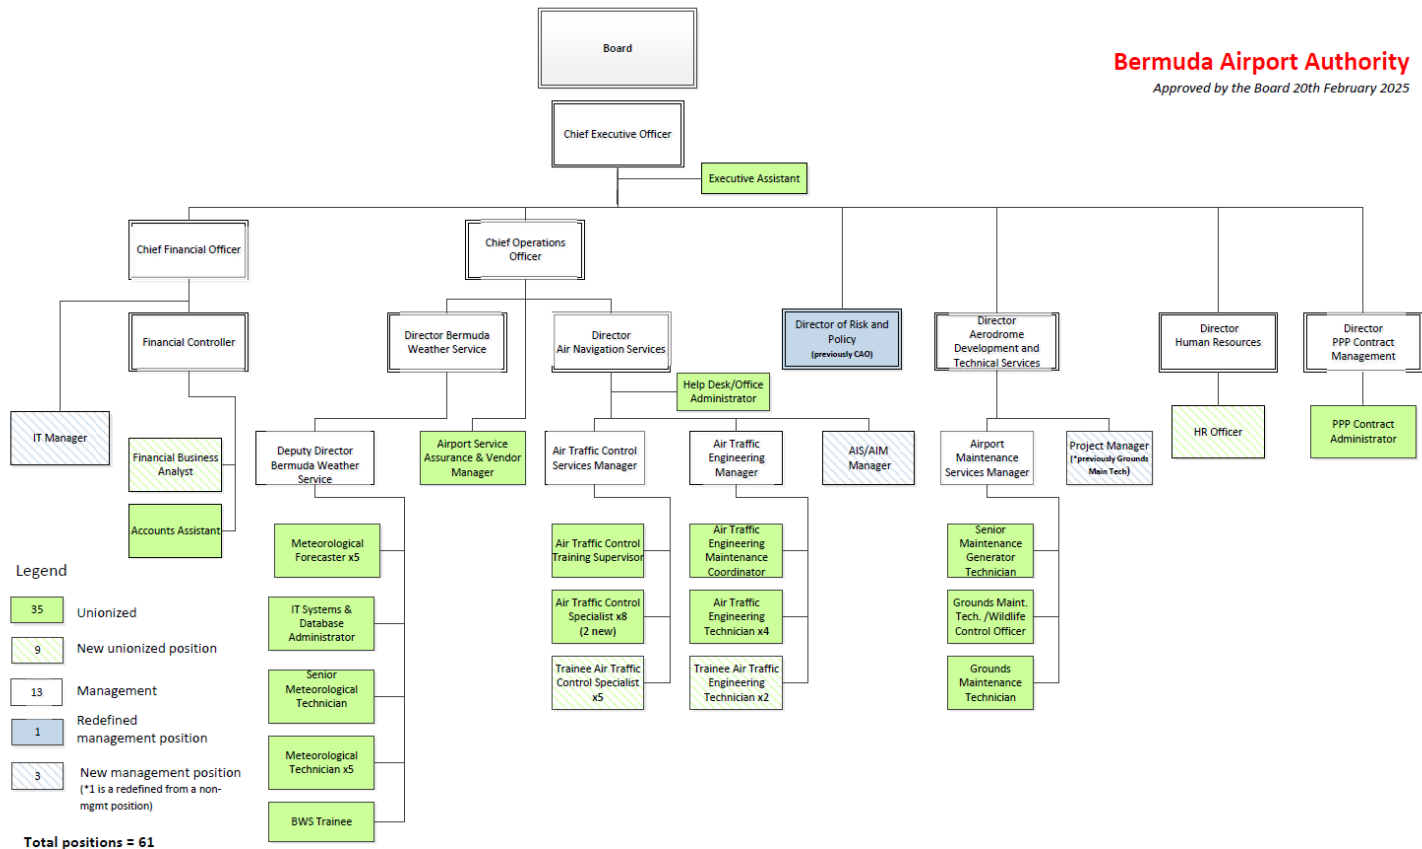 Board
Bermuda Airport Authority
Approved by the Board 20th February 2025
Chief Executive Officer
Executive Assistant
Chief Financial Officer
Chief Operations
Officer
Financial Controller
Director Bermuda
Weather Service
Director
Air Navigation Services
Director of Risk and
Policy
(previously CAO)
Director
Aerodrome
Development and
Technical Services
Director
Human Resources
Director
PPP Contract
Management
Help Desk/Office
Administrator
IT Manager
Financial Business
Analyst
Accounts Assistant
Deputy Director
Bermuda Weather
Service
Airport Service
Assurance & Vendor
Manager
Air Traffic Control
Services Manager
Air Traffic
Engineering
Manager
AIS/AIM
Manager
Airport
Maintenance
Services Manager
Project Manager
(*previously Grounds
Main Tech)
HR Officer
PPP Contract
Administrator
Meteorological
Forecaster x5
IT Systems &
Database
Administrator
Senior
Meteorological
Technician
Meteorological
Technician x5
BWS Trainee
Air Traffic Control
Training Supervisor
Air Traffic Control
Specialist x8
(2 new)
Trainee Air Traffic
Control Specialist
x5
Air Traffic
Engineering
Maintenance
Coordinator
Air Traffic
Engineering
Technician x4
Trainee Air Traffic
Engineering
Technician x2
Senior
Maintenance
Generator
Technician
Grounds Maint.
Tech. /Wildlife
Control Officer
Grounds
Maintenance
Technician
Legend
35 Unionized
9 New unionized position
13 Management
1 Redefined
management position
3 New management position
(*1 is a redefined from a non-
mgmt position)
Total positions = 61